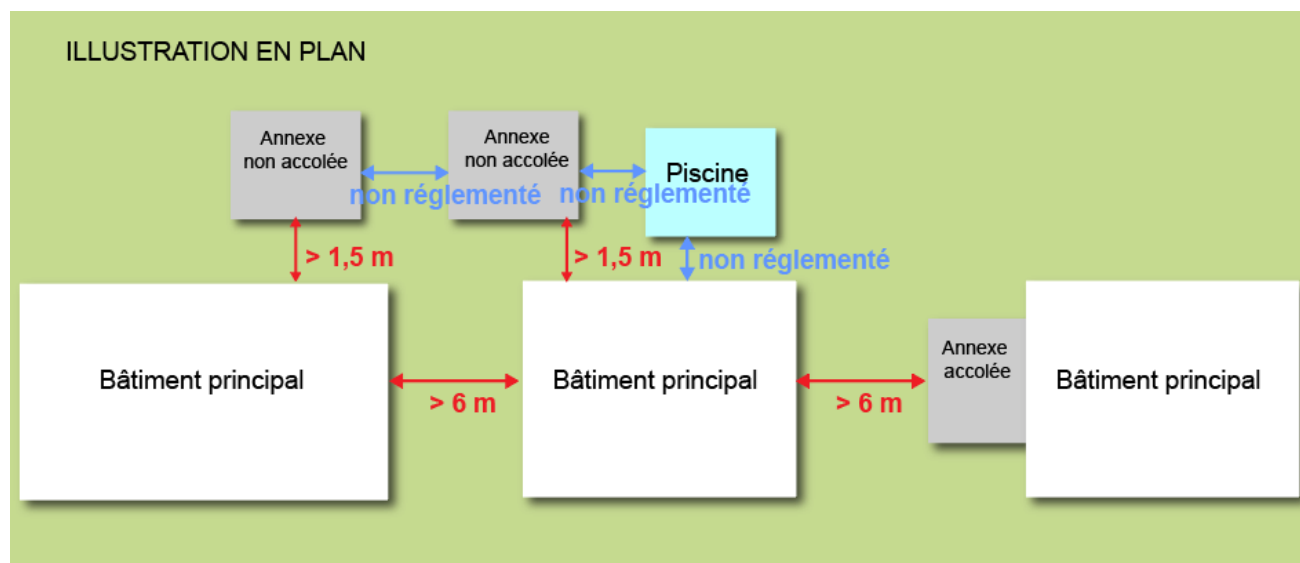 ILLUSTRATION EN PLAN
Annexe
non accolée
Annexe
non accolée
Piscine
non réglementé
non réglementé
> 1,5 m
> 1,5 m
non réglementé
Bâtiment principal
> 6 m
Bâtiment principal
> 6 m
Annexe
accolée
Bâtiment principal